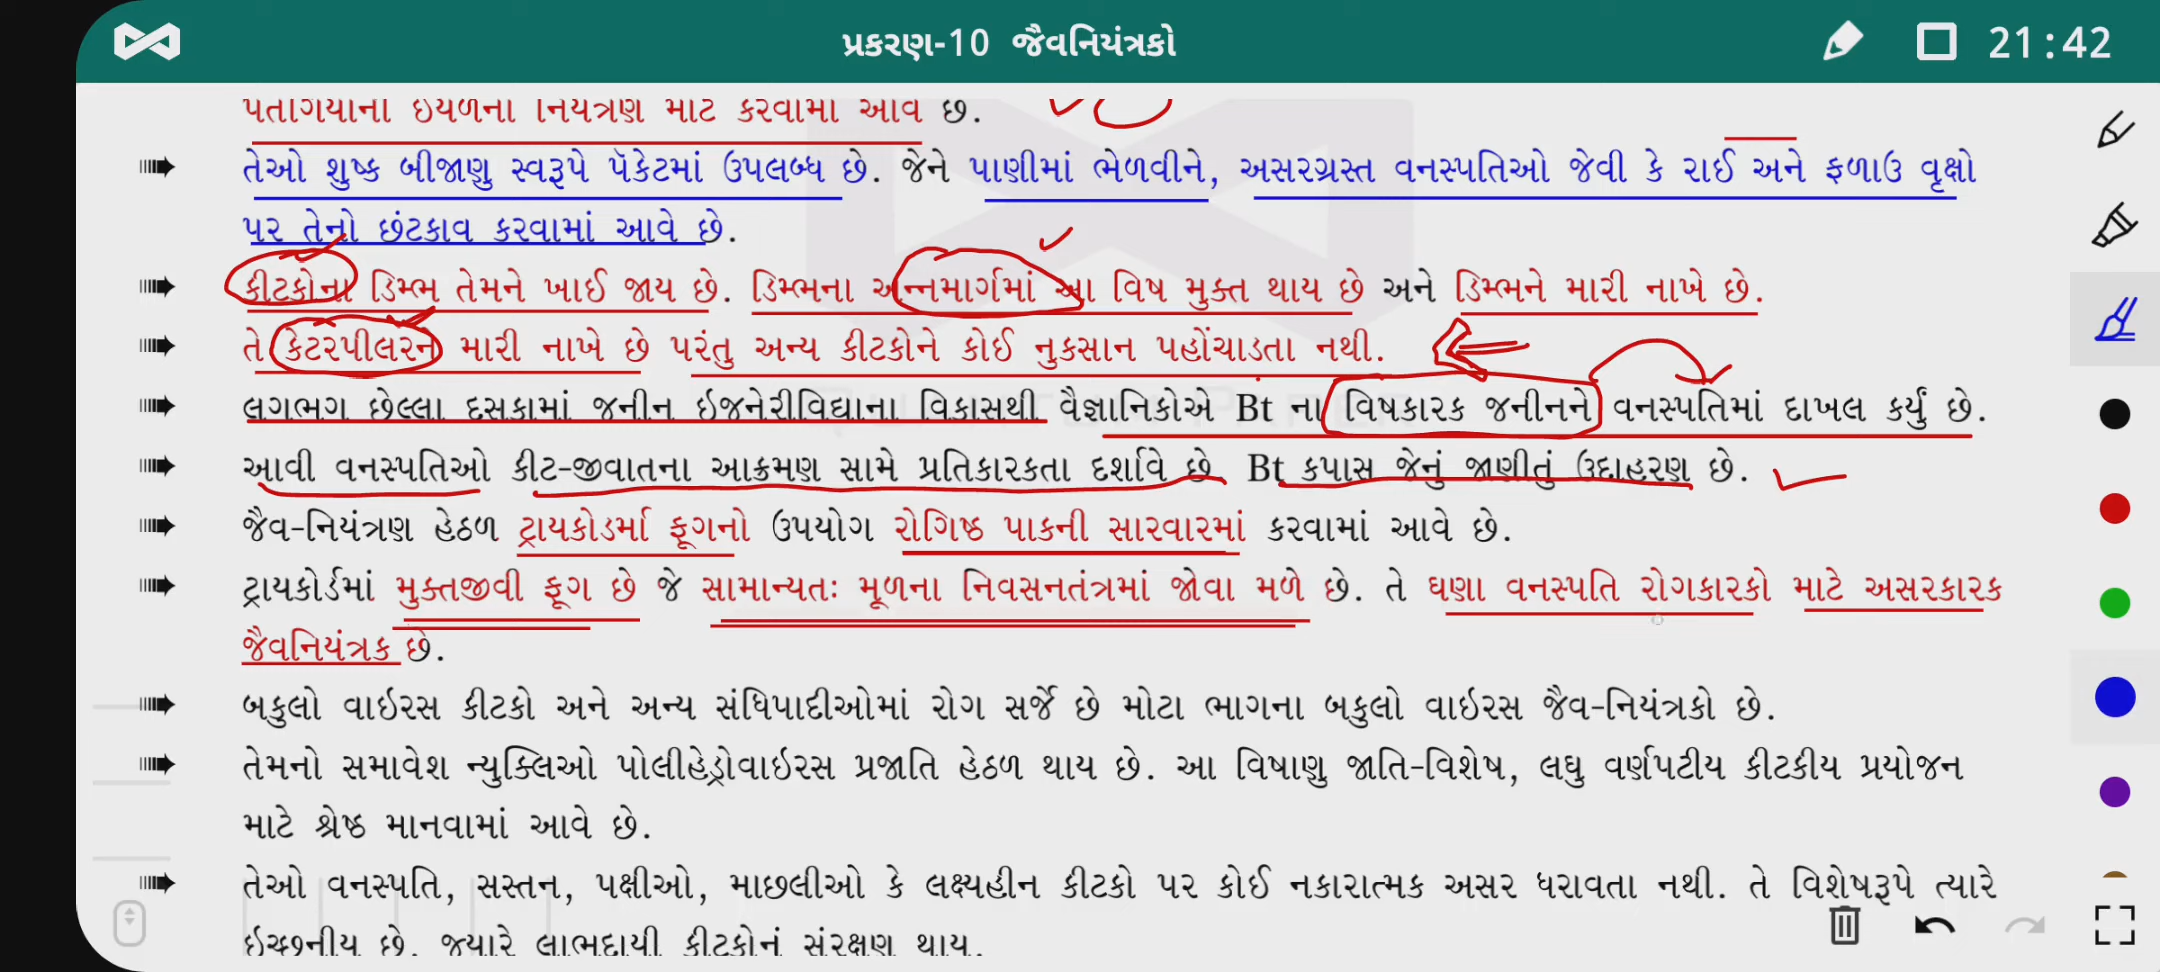 પ્રકરણ-10 જૈવનિયંત્રકો
21:42
પતંગિયાની ઇયળના નિયંત્રણ માટે કરવામાં આવે છે.
તેઓ શુષ્ક બીજાણુ સ્વરૂપે પૅકેટમાં ઉપલબ્ધ છે. જેને પાણીમાં ભેળવીને, અસરગ્રસ્ત વનસ્પતિઓ જેવી કે રાઈ અને ફળાઉ વૃક્ષો
પર તેનો છંટકાવ કરવામાં આવે છે.
કીટકોના ડિમ્ભ તેમને ખાઈ જાય છે. ડિમ્ભના અન્નમાર્ગમાં આ વિષ મુક્ત થાય છે અને ડિમ્ભને મારી નાખે છે.
તે કેટરપીલરને મારી નાખે છે પરંતુ અન્ય કીટકોને કોઈ નુકસાન પહોંચાડતા નથી.
લગભગ છેલ્લા દસકામાં જનીન ઇજનેરીવિદ્યાના વિકાસથી વૈજ્ઞાનિકોએ Bt ના વિષકારક જનીનને વનસ્પતિમાં દાખલ કર્યું છે.
આવી વનસ્પતિઓ કીટ-જીવાતના આક્રમણ સામે પ્રતિકારકતા દર્શાવે છે. Bt કપાસ જેનું જાણીતું ઉદાહરણ છે.
જૈવ-નિયંત્રણ હેઠળ ટ્રાયકોડર્મા ફૂગનો ઉપયોગ રોગિષ્ઠ પાકની સારવારમાં કરવામાં આવે છે.
ટ્રાયકોર્ડમાં મુક્તજીવી ફૂગ છે જે સામાન્યતઃ મૂળના નિવસનતંત્રમાં જોવા મળે છે. તે ઘણા વનસ્પતિ રોગકારકો માટે અસરકારક
જૈવનિયંત્રક છે.
બકુલો વાઇરસ કીટકો અને અન્ય સંધિપાદીઓમાં રોગ સર્જે છે મોટા ભાગના બકુલો વાઇરસ જૈવ-નિયંત્રકો છે.
તેમનો સમાવેશ ન્યુક્લિઓ પોલીહેડ્રોવાઇરસ પ્રજાતિ હેઠળ થાય છે. આ વિષાણુ જાતિ-વિશેષ, લઘુ વર્ણપટીય કીટકીય પ્રયોજન
માટે શ્રેષ્ઠ માનવામાં આવે છે.
તેઓ વનસ્પતિ, સસ્તન, પક્ષીઓ, માછલીઓ કે લક્ષ્યહીન કીટકો પર કોઈ નકારાત્મક અસર ધરાવતા નથી. તે વિશેષરૂપે ત્યારે
ઇચ્છનીય છે. જ્યારે લાભદાયી કીટકોનું સંરક્ષણ થાય.